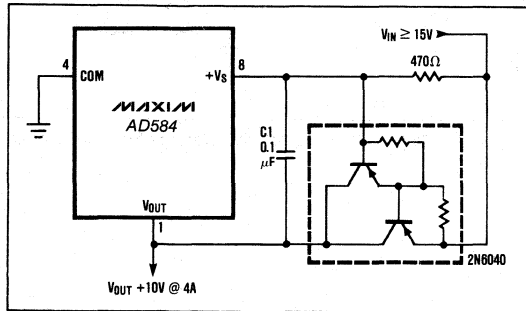 VIN ≥ 15V
4
COM
+VS
8
470Ω
MAXIM
AD584
C1
0.1
µF
VOUT
1
2N6040
VOUT +10V @ 4A